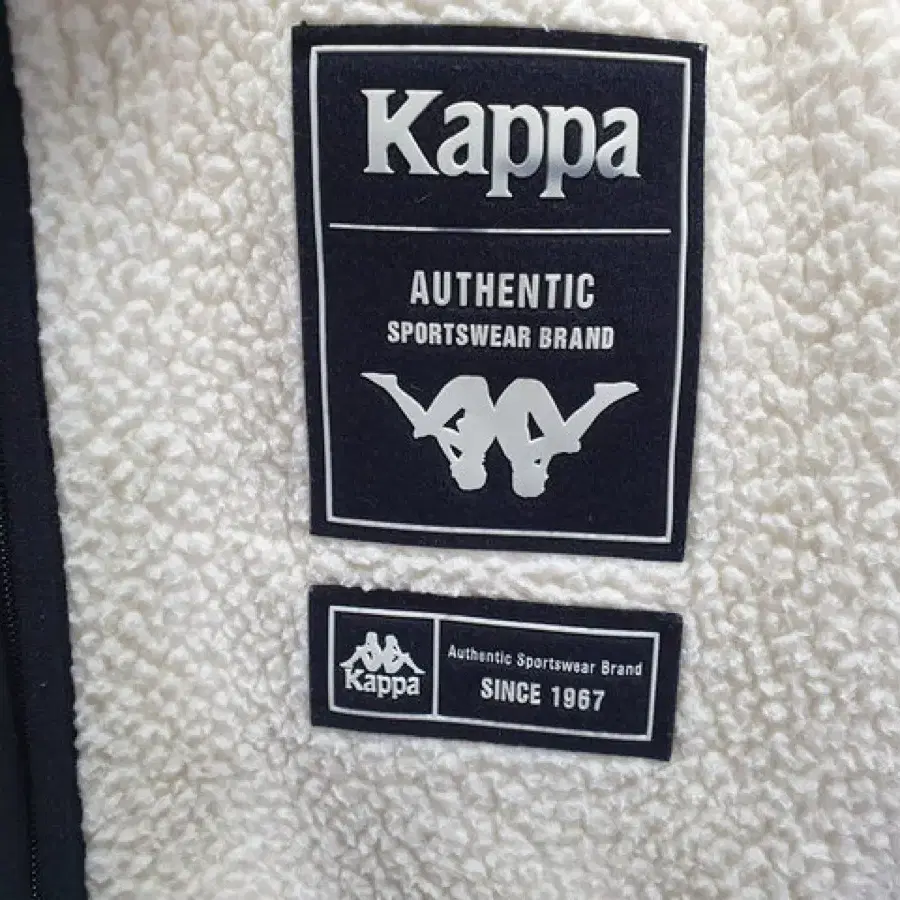 Kappa
AUTHENTIC
SPORTSWEAR BRAND
Kappa
Authentic Sportswear Brand
SINCE 1967